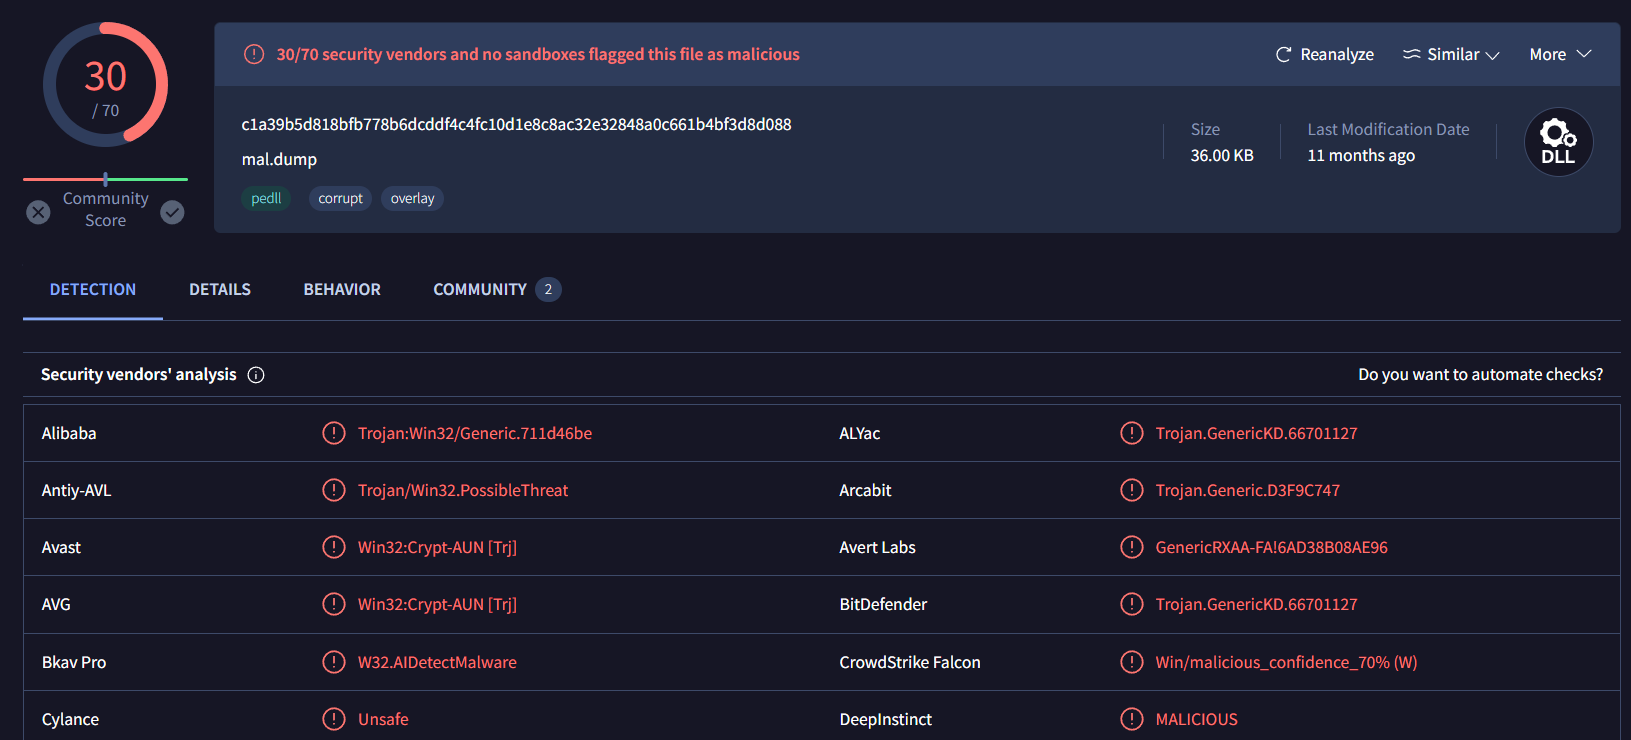 30
/ 70
Community
Score
30/70 security vendors and no sandboxes flagged this file as malicious
Reanalyze
Similar
More
c1a39b5d818bfb778b6dcddf4c4fc10d1e8c8ac32e32848a0c661b4bf3d8d088
mal.dump
pedll
corrupt
overlay
Size
36.00 KB
Last Modification Date
11 months ago
DLL
DETECTION
DETAILS
BEHAVIOR
COMMUNITY 2
Security vendors' analysis
Do you want to automate checks?
Alibaba
Trojan:Win32/Generic.711d46be
ALYac
Trojan.GenericKD.66701127
Antiy-AVL
Trojan/Win32.PossibleThreat
Arcabit
Trojan.Generic.D3F9C747
Avast
Win32:Crypt-AUN [Trj]
Avert Labs
GenericRXAA-FA!6AD38B08AE96
AVG
Win32:Crypt-AUN [Trj]
BitDefender
Trojan.GenericKD.66701127
Bkav Pro
W32.AIDetectMalware
CrowdStrike Falcon
Win/malicious_confidence_70% (W)
Cylance
Unsafe
DeepInstinct
MALICIOUS